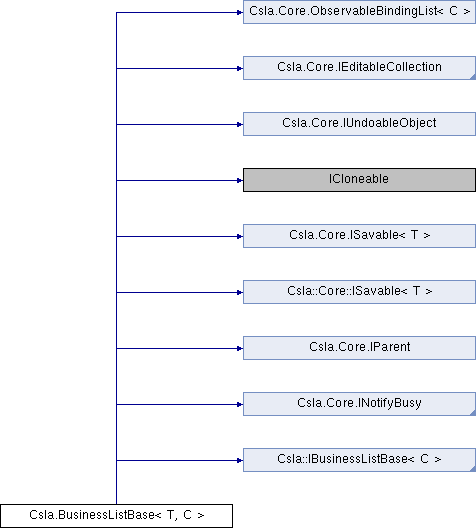 Csla.Core.ObservableBindingList< C >
Csla.Core.IEditableCollection
Csla.Core.IUndoableObject
ICloneable
Csla.Core.ISavable< T >
Csla::Core::ISavable< T >
Csla.Core.IParent
Csla.Core.INotifyBusy
Csla::IBusinessListBase< C >
Csla.BusinessListBase< T, C >